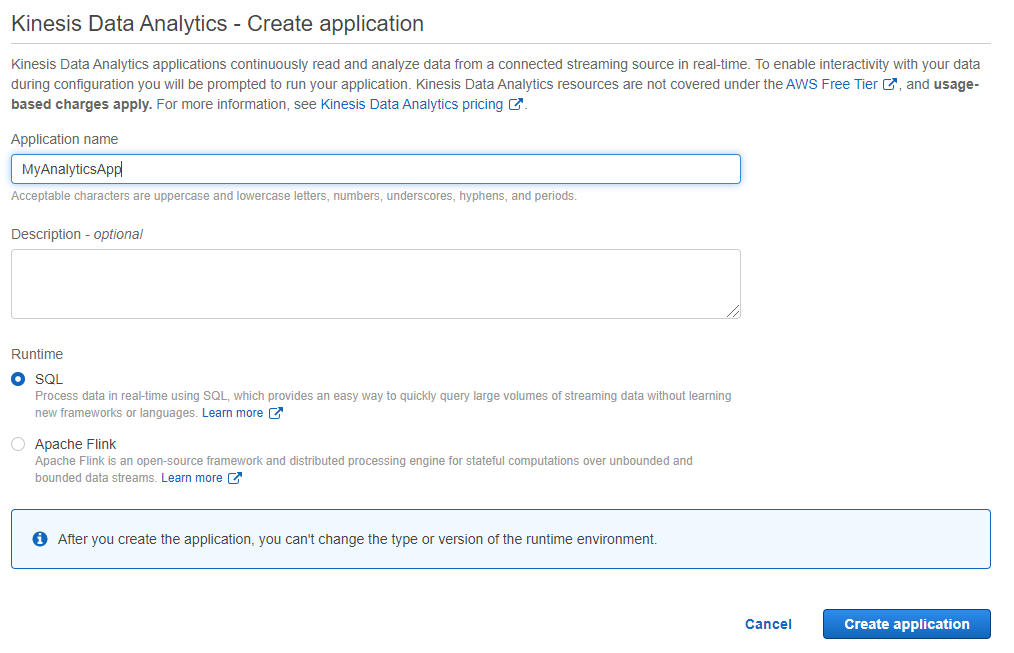 Kinesis Data Analytics - Create application
Kinesis Data Analytics applications continuously read and analyze data from a connected streaming source in real-time. To enable interactivity with your data
during configuration you will be prompted to run your application. Kinesis Data Analytics resources are not covered under the AWS Free Tier, and usage-
based charges apply. For more information, see Kinesis Data Analytics pricing.
Application name
MyAnalyticsApp
Acceptable characters are uppercase and lowercase letters, numbers, underscores, hyphens, and periods.
Description - optional
Runtime
SQL
Process data in real-time using SQL, which provides an easy way to quickly query large volumes of streaming data without learning
new frameworks or languages. Learn more
Apache Flink
Apache Flink is an open-source framework and distributed processing engine for stateful computations over unbounded and
bounded data streams. Learn more
After you create the application, you can't change the type or version of the runtime environment.
Cancel Create application